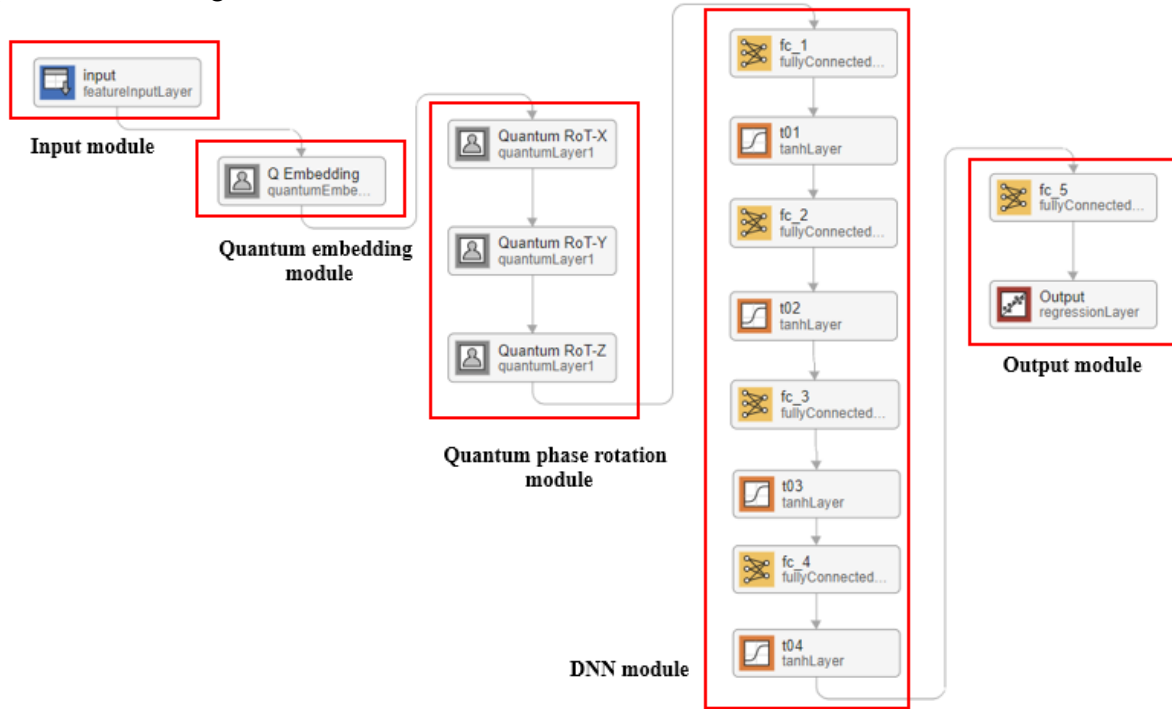 input
featureInputLayer
Input module
Q Embedding
quantumEmbe...
Quantum embedding
module
Quantum RoT-X
quantumLayer1
Quantum RoT-Y
quantumLayer1
Quantum RoT-Z
quantumLayer1
Quantum phase rotation
module
fc_1
fullyConnected...
t01
tanhLayer
fc_2
fullyConnected...
t02
tanhLayer
fc_3
fullyConnected...
t03
tanhLayer
fc_4
fullyConnected...
t04
tanhLayer
DNN module
fc_5
fullyConnected...
Output
regressionLayer
Output module